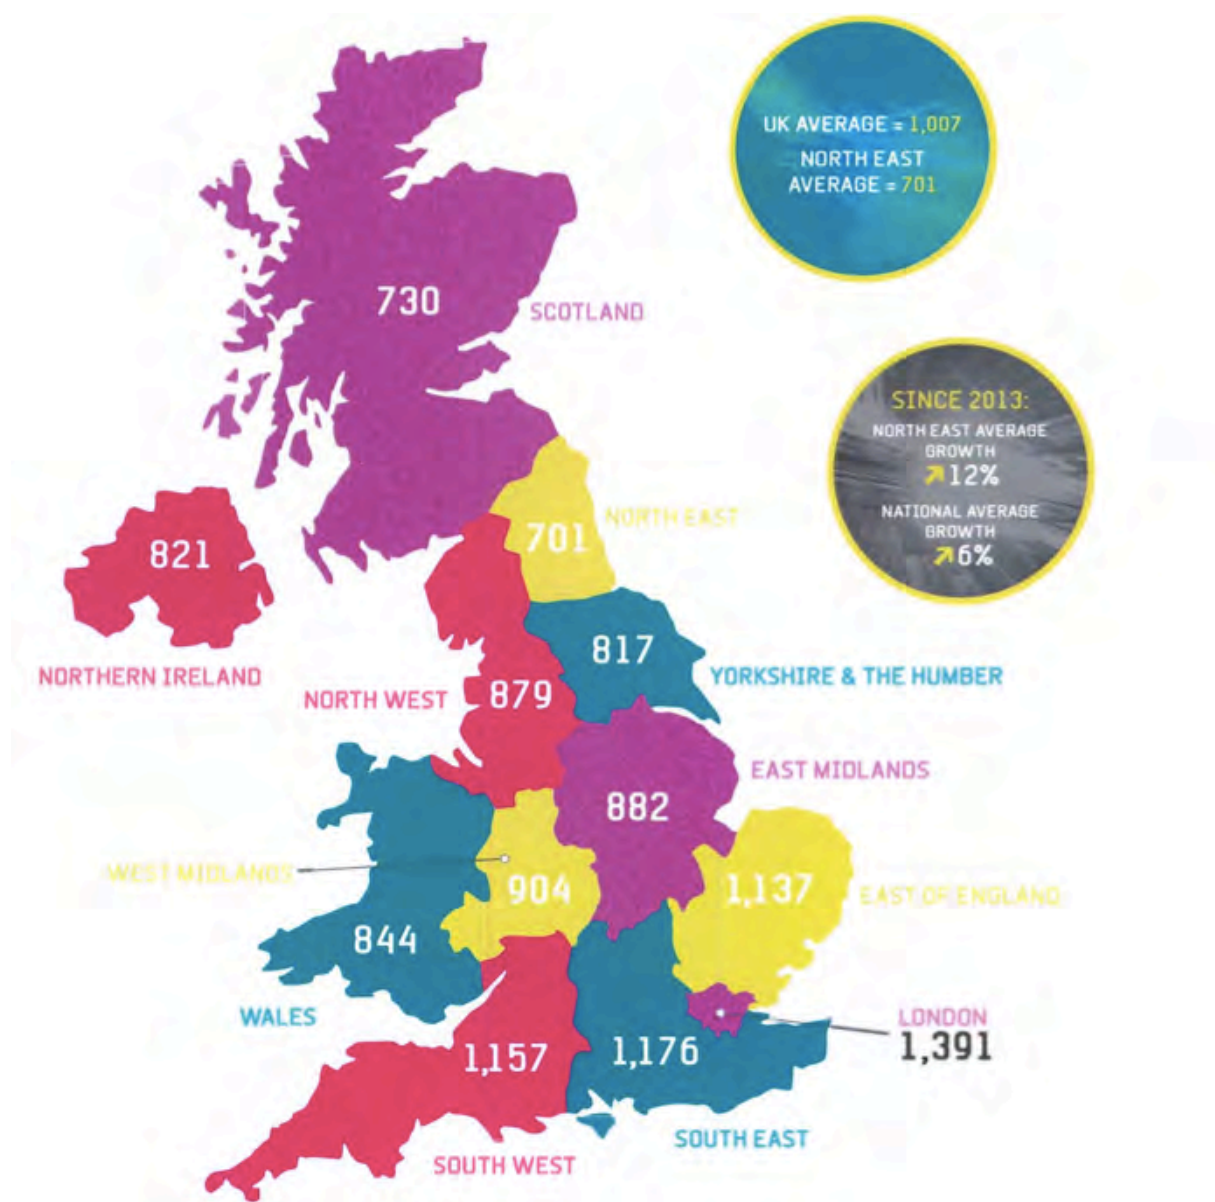 UK AVERAGE = 1,007
NORTH EAST
AVERAGE = 701
730
SCOTLAND
SINCE 2013:
NORTH EAST AVERAGE
GROWTH
12%
NATIONAL AVERAGE
GROWTH
6%
NORTH EAST
701
821
NORTHERN IRELAND
817
YORKSHIRE & THE HUMBER
NORTH WEST
879
EAST MIDLANDS
882
WEST MIDLANDS
904
1,137
EAST OF ENGLAND
844
WALES
LONDON
1,391
1,157
1,176
SOUTH EAST
SOUTH WEST